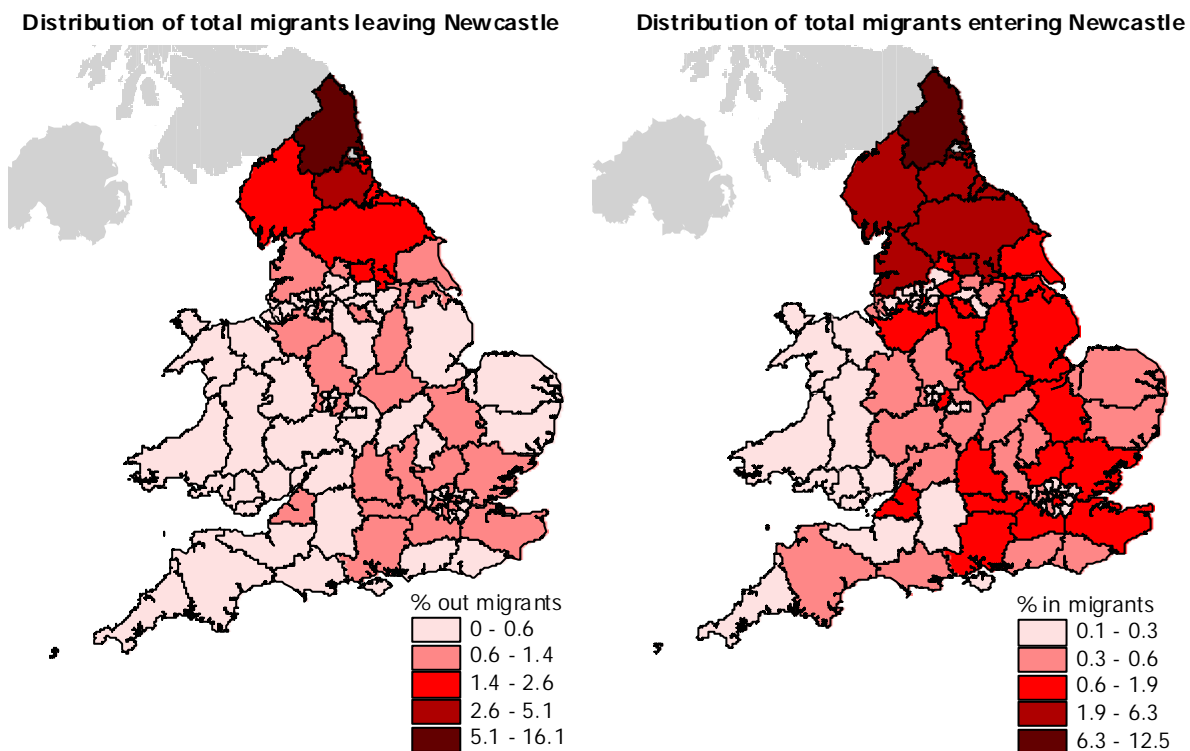 Distribution of total migrants leaving Newcastle
Distribution of total migrants entering Newcastle
% out migrants
0 - 0.6
0.6 - 1.4
1.4 - 2.6
2.6 - 5.1
5.1 - 16.1
% in migrants
0.1 - 0.3
0.3 - 0.6
0.6 - 1.9
1.9 - 6.3
6.3 - 12.5